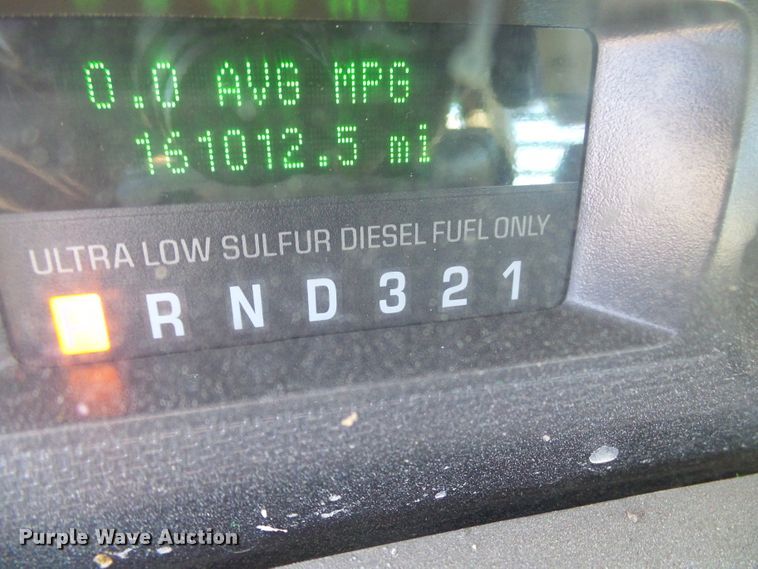 0.0 AVG MPG
161012.5 mi
ULTRA LOW SULFUR DIESEL FUEL ONLY
R N D 3 2 1
Purple Wave Auction